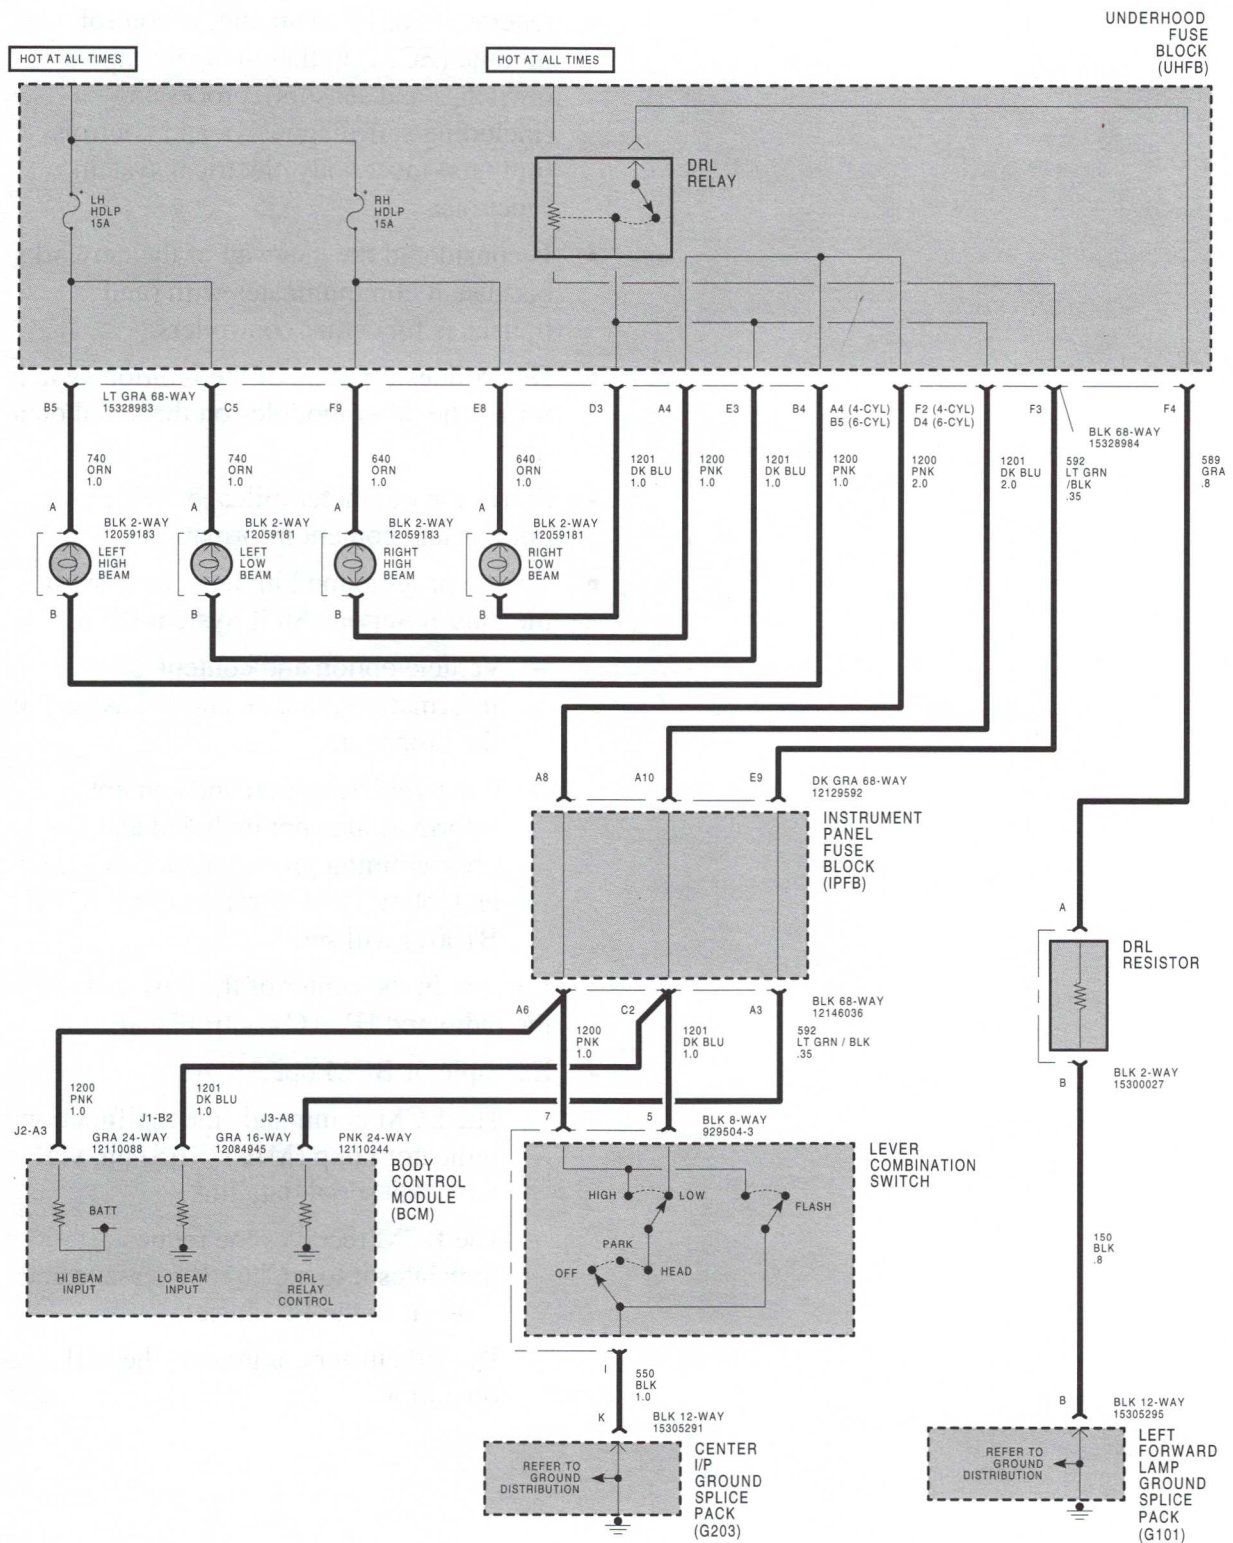 UNDERHOOD
FUSE
BLOCK
(UHFB)
HOT AT ALL TIMES
HOT AT ALL TIMES
LH
HDLP
15A
RH
HDLP
15A
DRL
RELAY
B5
LT GRA 68-WAY
15328983
C5
F9
E8
D3
A4
E3
B4
A4 (4-CYL)
B5 (6-CYL)
F2 (4-CYL)
D4 (6-CYL)
F3
F4
BLK 68-WAY
15328984
740
ORN
1.0
740
ORN
1.0
640
ORN
1.0
640
ORN
1.0
1201
DK BLU
1.0
1200
PNK
1.0
1201
DK BLU
1.0
1200
PNK
1.0
1200
PNK
2.0
1201
DK BLU
2.0
592
LT GRN
/BLK
.35
589
GRA
.8
A
BLK 2-WAY
12059183
A
BLK 2-WAY
12059181
A
BLK 2-WAY
12059183
A
BLK 2-WAY
12059181
LEFT
HIGH
BEAM
LEFT
LOW
BEAM
RIGHT
HIGH
BEAM
RIGHT
LOW
BEAM
B
B
B
B
A8
A10
E9
DK GRA 68-WAY
12129592
INSTRUMENT
PANEL
FUSE
BLOCK
(IPFB)
A
DRL
RESISTOR
A6
C2
A3
BLK 68-WAY
12146036
1200
PNK
1.0
1201
DK BLU
1.0
592
LT GRN / BLK
.35
B
BLK 2-WAY
15300027
1200
PNK
1.0
1201
DK BLU
1.0
J2-A3
J1-B2
J3-A8
GRA 24-WAY
12110088
GRA 16-WAY
12084945
PNK 24-WAY
12110244
7
5
BLK 8-WAY
929504-3
BODY
CONTROL
MODULE
(BCM)
LEVER
COMBINATION
SWITCH
BATT
HI BEAM
INPUT
LO BEAM
INPUT
DRL
RELAY
CONTROL
HIGH
LOW
FLASH
PARK
OFF
HEAD
150
BLK
.8
I
550
BLK
1.0
K
BLK 12-WAY
15305291
B
BLK 12-WAY
15305295
REFER TO
GROUND
DISTRIBUTION
CENTER
I/P
GROUND
SPLICE
PACK
(G203)
REFER TO
GROUND
DISTRIBUTION
LEFT
FORWARD
LAMP
GROUND
SPLICE
PACK
(G101)